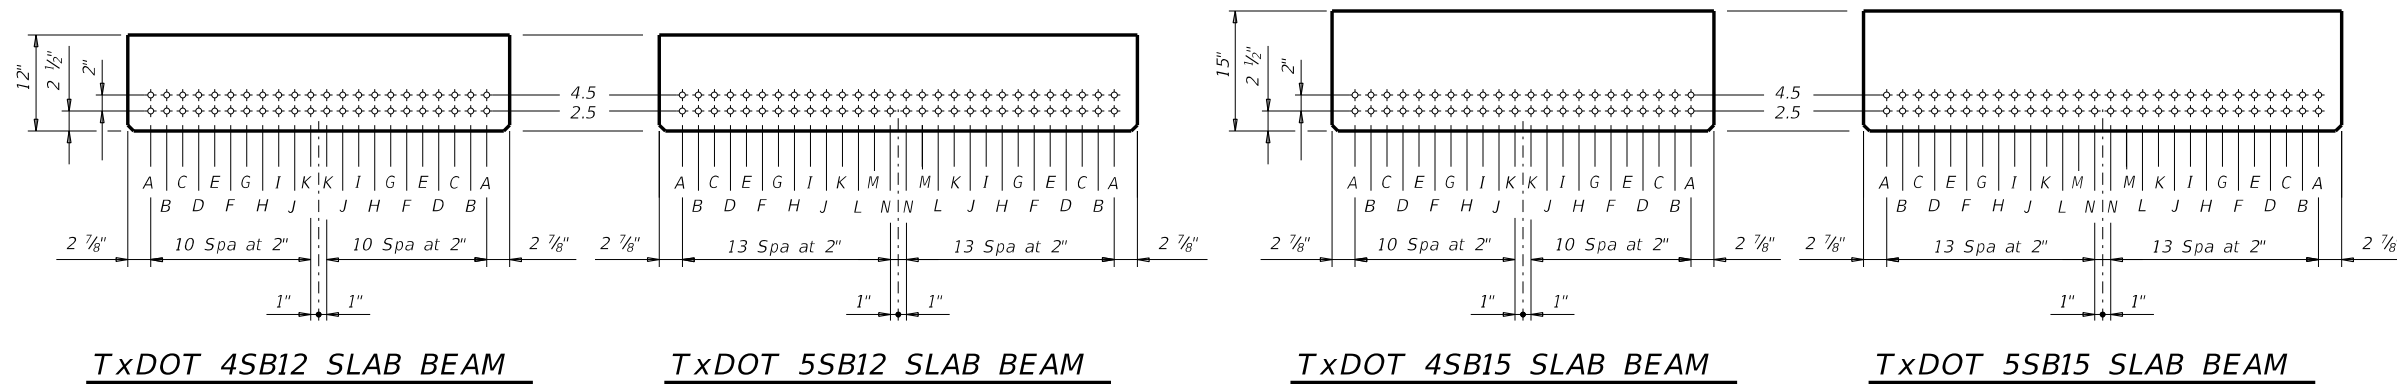 12"
2 ½"
2"
4.5
2.5
A C E G I K K I G E C A
B D F H J J H F D B
2 ⅞" 10 Spa at 2" 10 Spa at 2" 2 ⅞"
1" 1"
TxDOT 4SB12 SLAB BEAM
A C E G I K M M K I G E C A
B D F H J L N N L J H F D B
2 ⅞" 13 Spa at 2" 13 Spa at 2" 2 ⅞"
1" 1"
TxDOT 5SB12 SLAB BEAM
15"
2 ½"
2"
4.5
2.5
A C E G I K K I G E C A
B D F H J J H F D B
2 ⅞" 10 Spa at 2" 10 Spa at 2" 2 ⅞"
1" 1"
TxDOT 4SB15 SLAB BEAM
A C E G I K M M K I G E C A
B D F H J L N N L J H F D B
2 ⅞" 13 Spa at 2" 13 Spa at 2" 2 ⅞
1" 1"
TxDOT 5SB15 SLAB BEAM